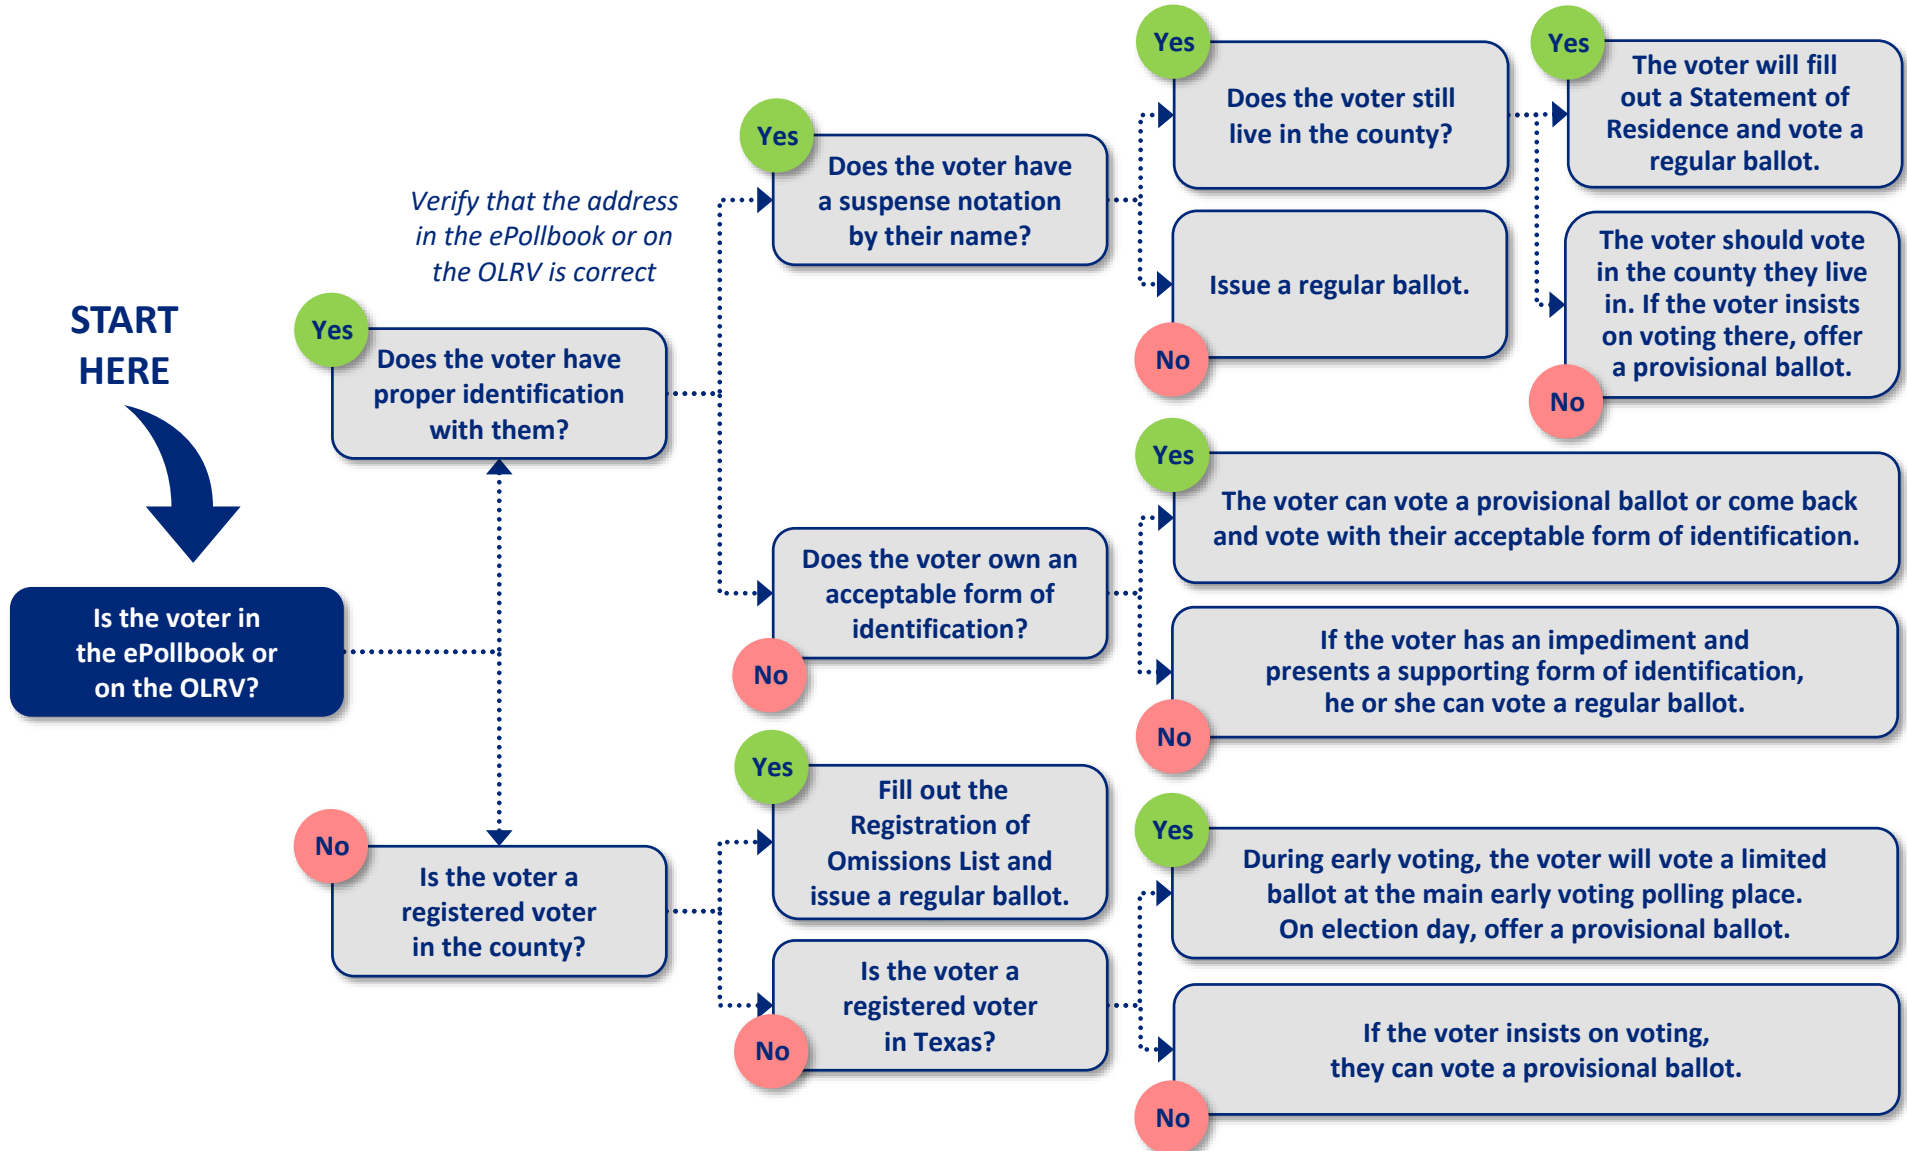 START
HERE
Is the voter in
the ePollbook or
on the OLRV?
Yes
Does the voter have
proper identification
with them?
Verify that the address
in the ePollbook or on
the OLRV is correct
Yes
Does the voter have
a suspense notation
by their name?
Yes
Does the voter still
live in the county?
Yes
The voter will fill
out a Statement of
Residence and vote a
regular ballot.
No
The voter should vote
in the county they live
in. If the voter insists
on voting there, offer
a provisional ballot.
No
Issue a regular ballot.
No
Does the voter own an
acceptable form of
identification?
Yes
The voter can vote a provisional ballot or come back
and vote with their acceptable form of identification.
No
If the voter has an impediment and
presents a supporting form of identification,
he or she can vote a regular ballot.
No
Is the voter a
registered voter
in the county?
Yes
Fill out the
Registration of
Omissions List and
issue a regular ballot.
No
Is the voter a
registered voter
in Texas?
Yes
During early voting, the voter will vote a limited
ballot at the main early voting polling place.
On election day, offer a provisional ballot.
No
If the voter insists on voting,
they can vote a provisional ballot.